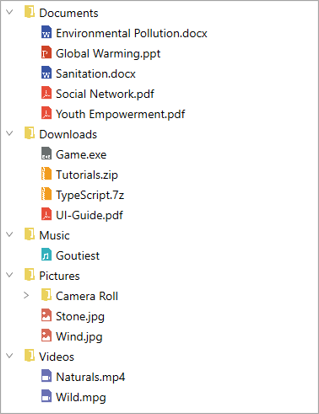 Documents
Environmental Pollution.docx
Global Warming.ppt
Sanitation.docx
Social Network.pdf
Youth Empowerment.pdf
Downloads
Game.exe
Tutorials.zip
TypeScript.7z
UI-Guide.pdf
Music
Goutiest
Pictures
Camera Roll
Stone.jpg
Wind.jpg
Videos
Naturals.mp4
Wild.mpg